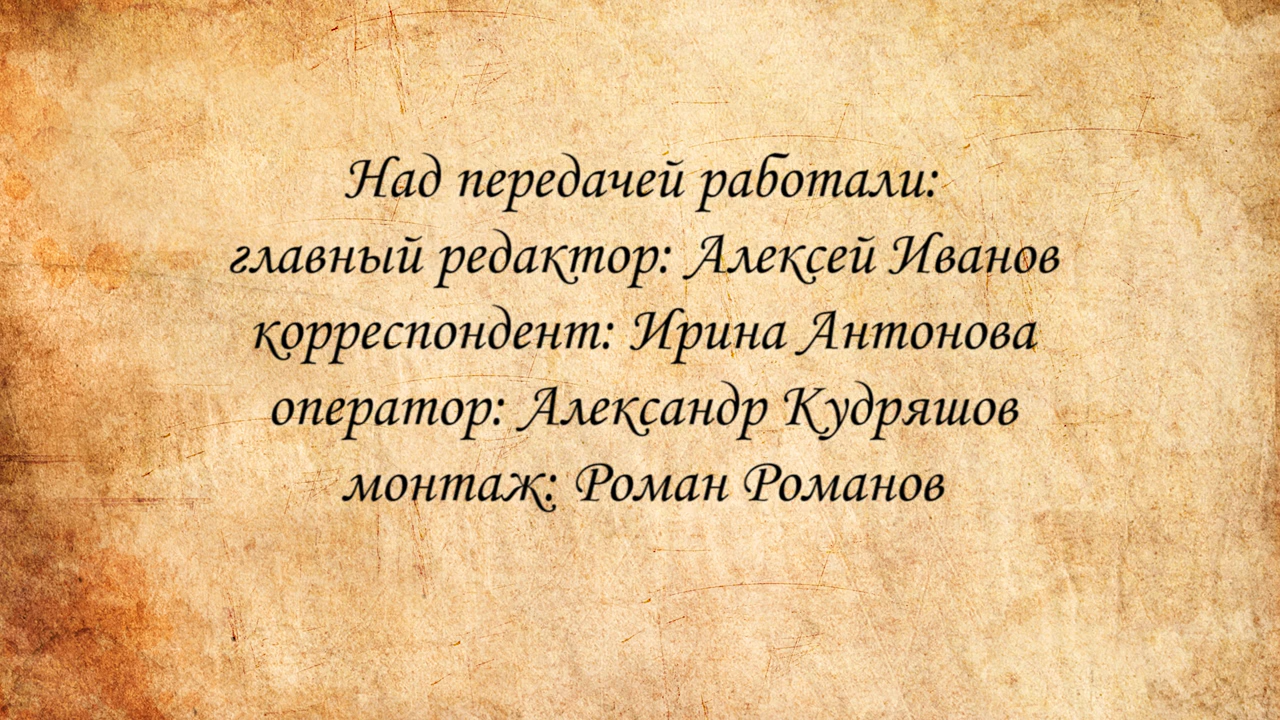 Над передачей работали:
главный редактор: Алексей Иванов
корреспондент: Ирина Антонова
оператор: Александр Кудряшов
монтаж: Роман Романов